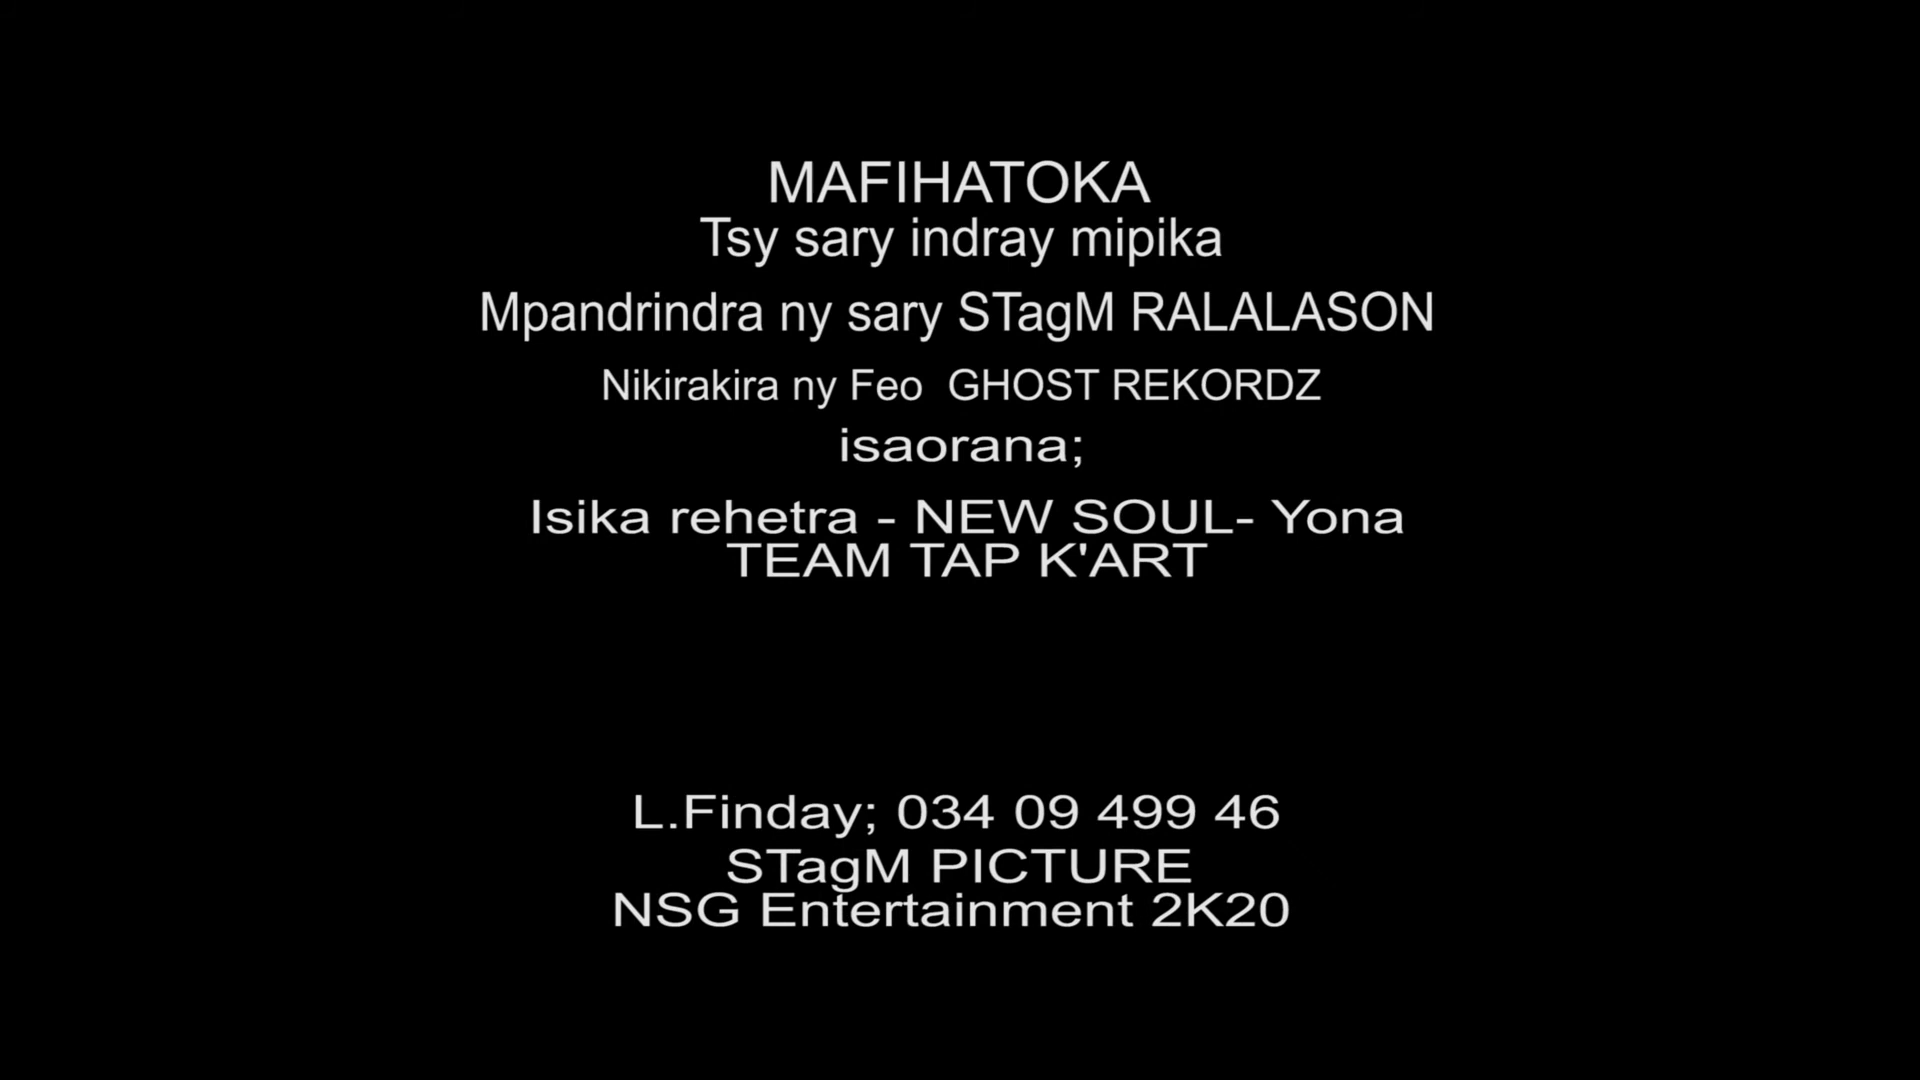 MAFIHATOKA
Tsy sary indray mipika
Mpandrindra ny sary STagM RALALASON
Nikirakira ny Feo  GHOST REKORDZ
isaorana;
Isika rehetra - NEW SOUL- Yona
TEAM TAP K'ART
L.Finday; 034 09 499 46
STagM PICTURE
NSG Entertainment 2K20